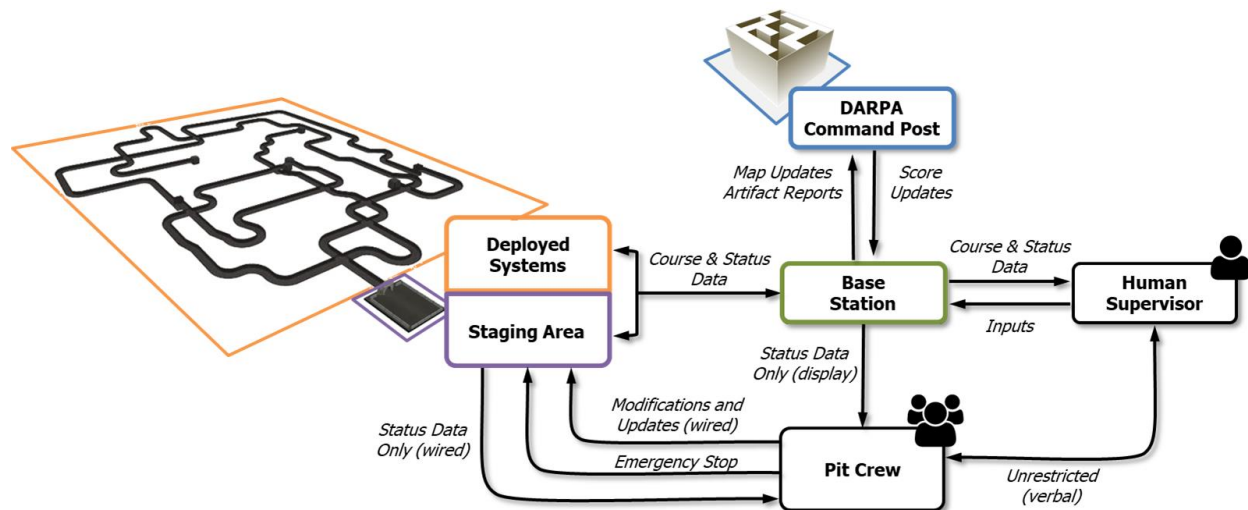 DARPA
Command Post
Map Updates
Artifact Reports
Score
Updates
Deployed
Systems
Course & Status
Data
Base
Station
Course & Status
Data
Human
Supervisor
Staging Area
Inputs
Status Data
Only (display)
Modifications and
Updates (wired)
Status Data
Only (wired)
Emergency Stop
Pit Crew
Unrestricted
(verbal)